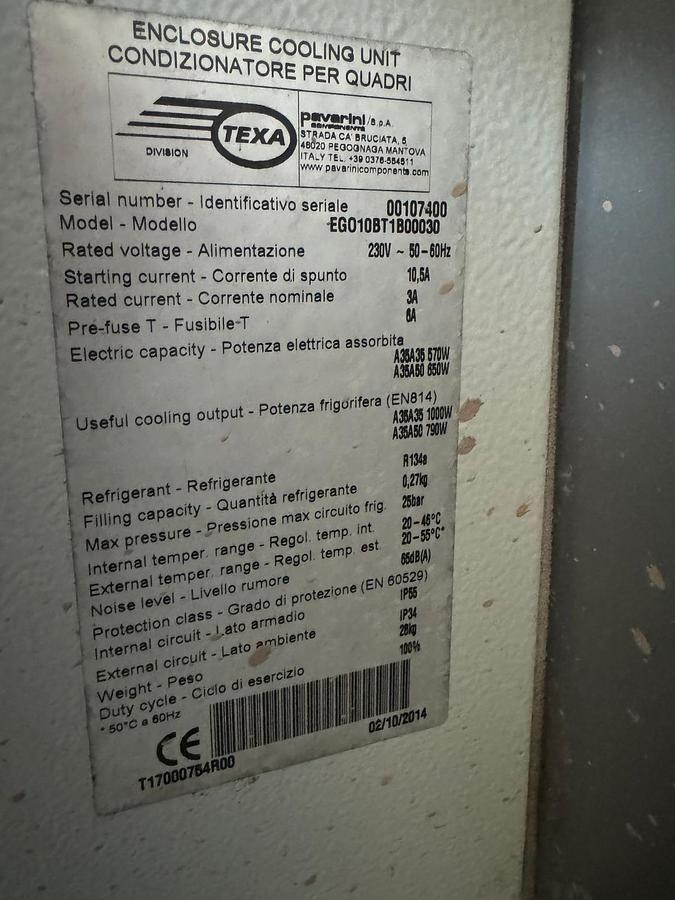 ENCLOSURE COOLING UNIT
CONDIZIONATORE PER QUADRI
TEXA
DIVISION
pavarini S.p.A.
COMPONENTS
STRADA CA' BRUCIATA, 5
46020 PEGOGNAGA MANTOVA
ITALY TEL. +39 0376-554511
www.pavarinicomponents.com
Serial number - Identificativo seriale 00107400
Model - Modello EGO10BT1B00030
Rated voltage - Alimentazione 230V ~ 50-60Hz
Starting current - Corrente di spunto 10,5A
Rated current - Corrente nominale 3A
Pre-fuse T - Fusibile-T 6A
Electric capacity - Potenza elettrica assorbita
A35A35 570W
A35A50 650W
Useful cooling output - Potenza frigorifera (EN814)
A35A35 1000W
A35A50 790W
Refrigerant - Refrigerante R134a
Filling capacity - Quantità refrigerante 0,27kg
Max pressure - Pressione max circuito frig. 25bar
Internal temper. range - Regol. temp. int. 20-46°C
External temper. range - Regol. temp. est. 20-55°C*
Noise level - Livello rumore 65dB(A)
Protection class - Grado di protezione (EN 60529)
Internal circuit - Lato armadio IP55
External circuit - Lato ambiente IP34
Weight - Peso 28kg
Duty cycle - Ciclo di esercizio 100%
* 50°C a 60Hz
CE
02/10/2014
T17000754R00